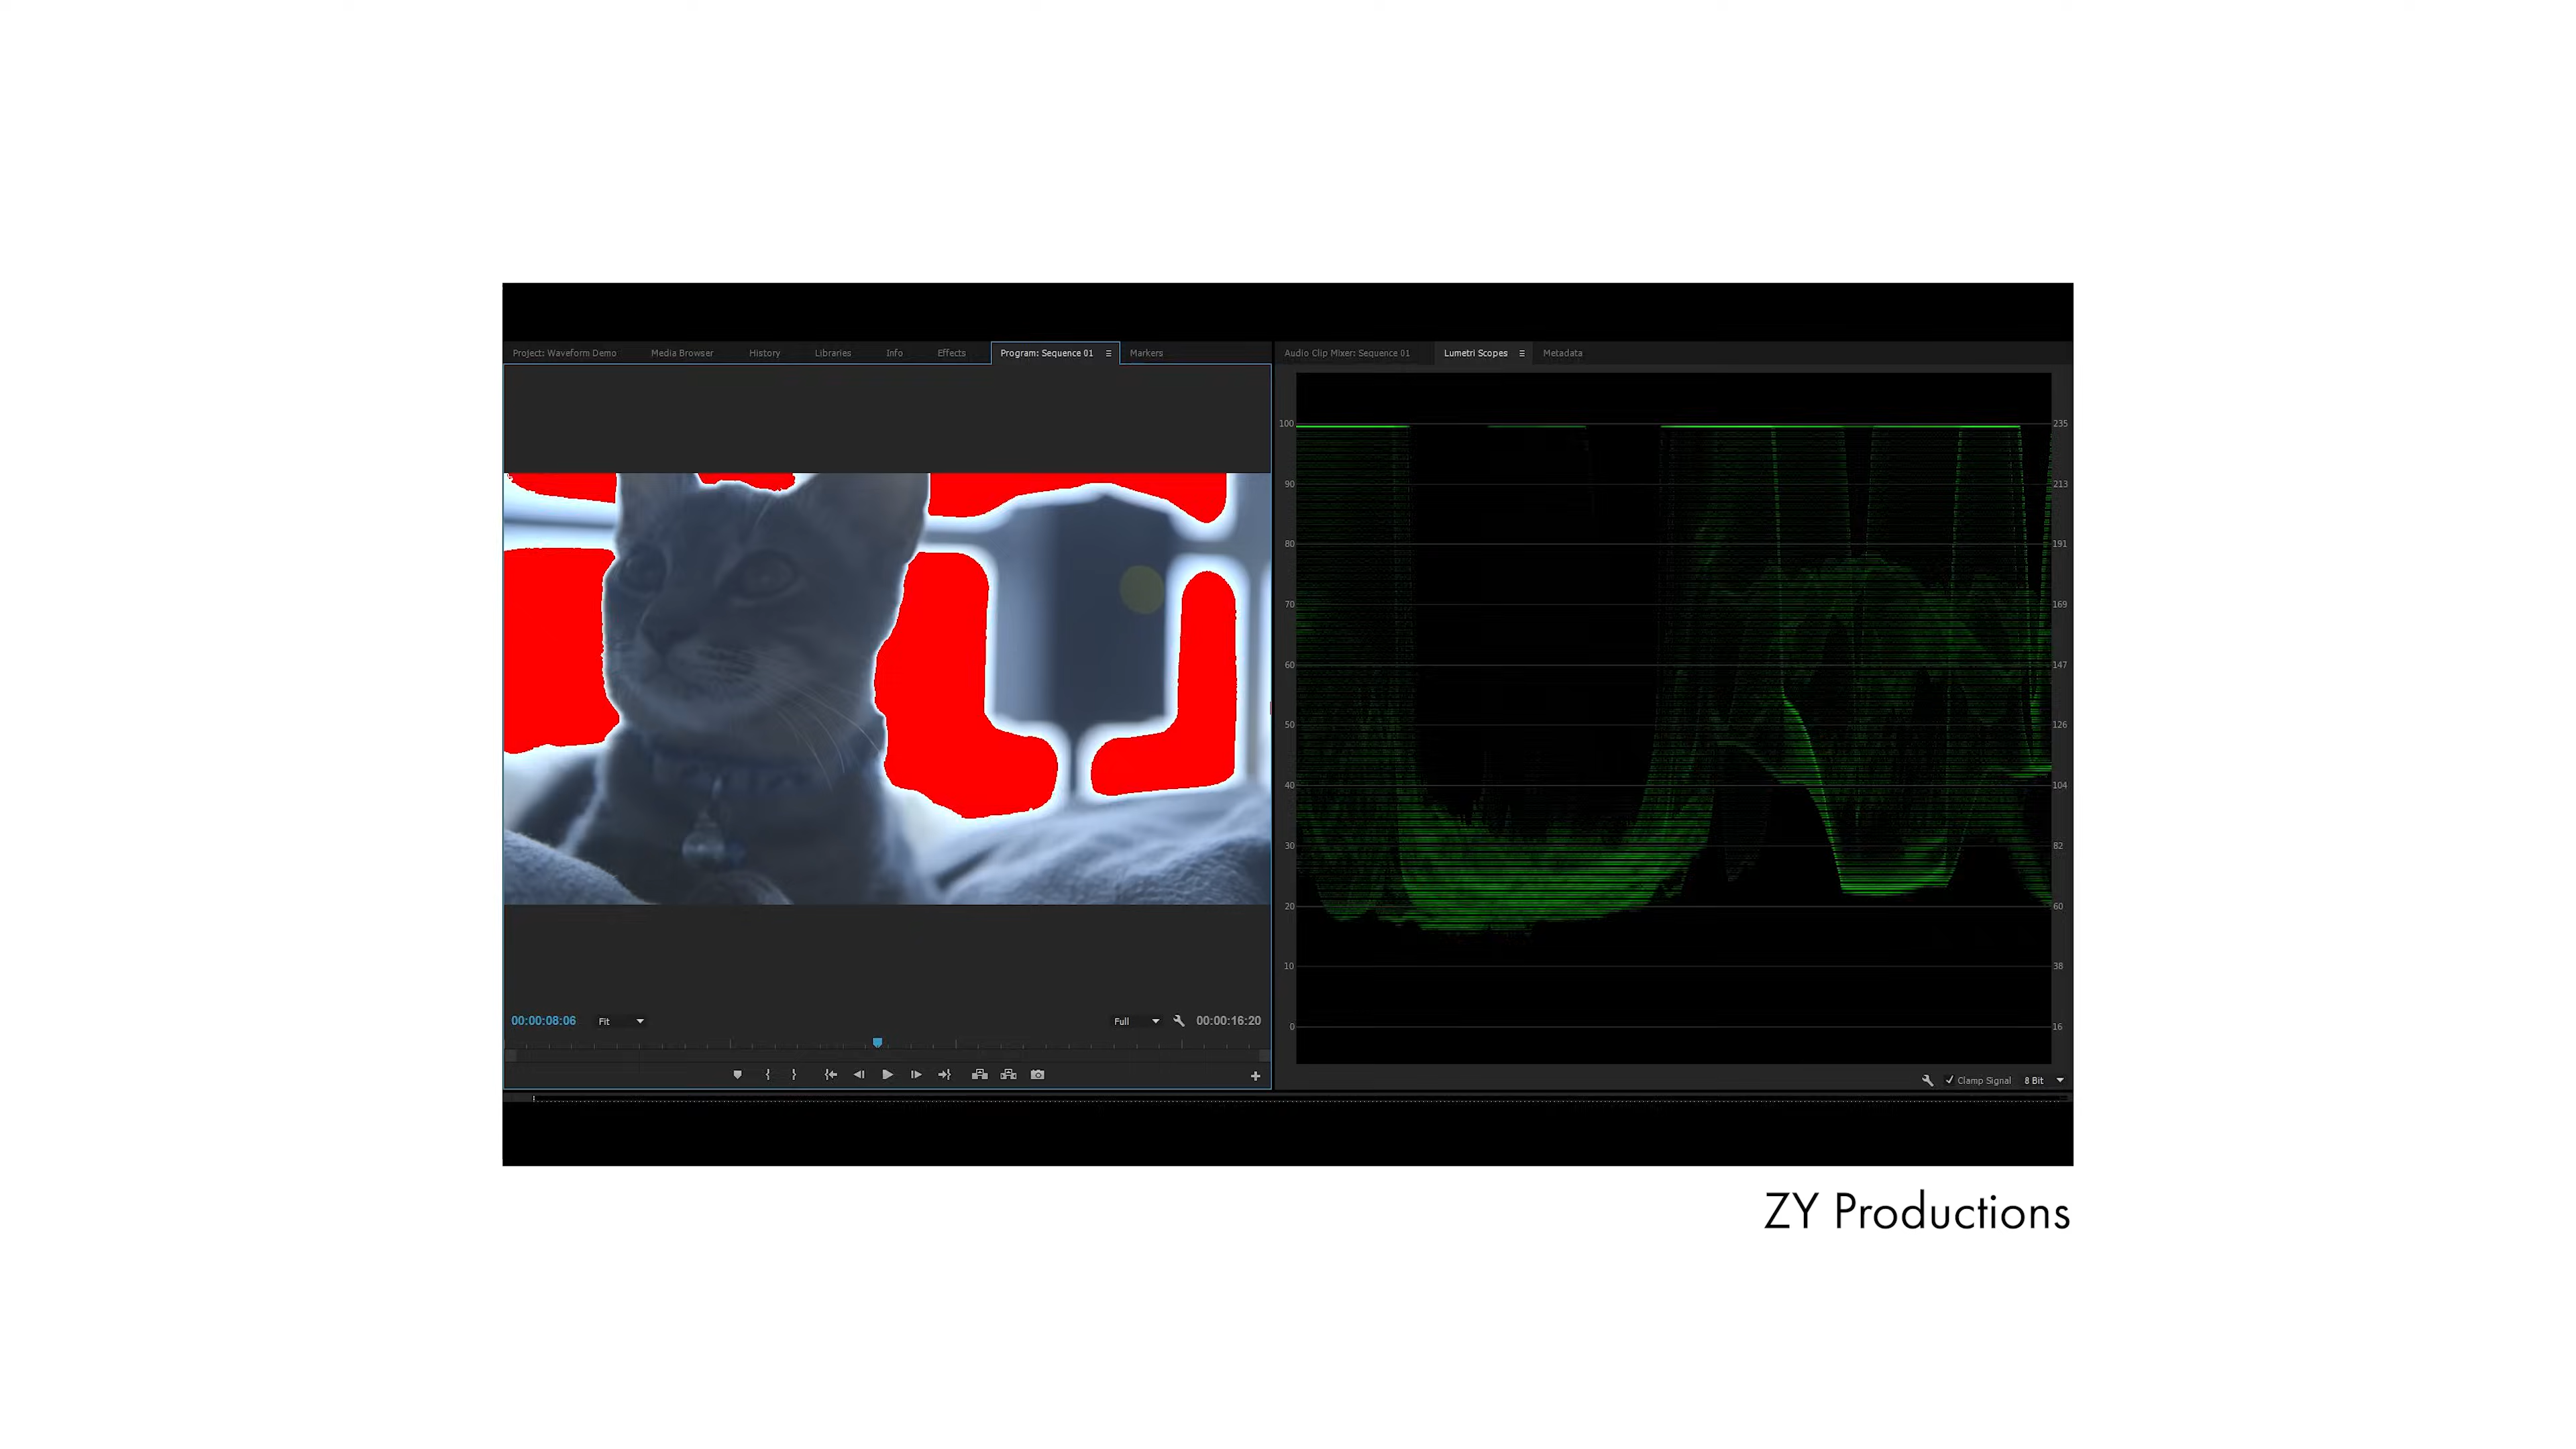 Project: Waveform Demo Media Browser History Libraries Info Effects Program: Sequence 01 Markers
Audio Clip Mixer: Sequence 01 Lumetri Scopes Metadata
100 235
90 213
80 191
70 169
60 147
50 126
40 104
30 82
20 60
10 38
0 16
00:00:08:06 Fit Full 00:00:16:20
Clamp Signal 8 Bit
ZY Productions